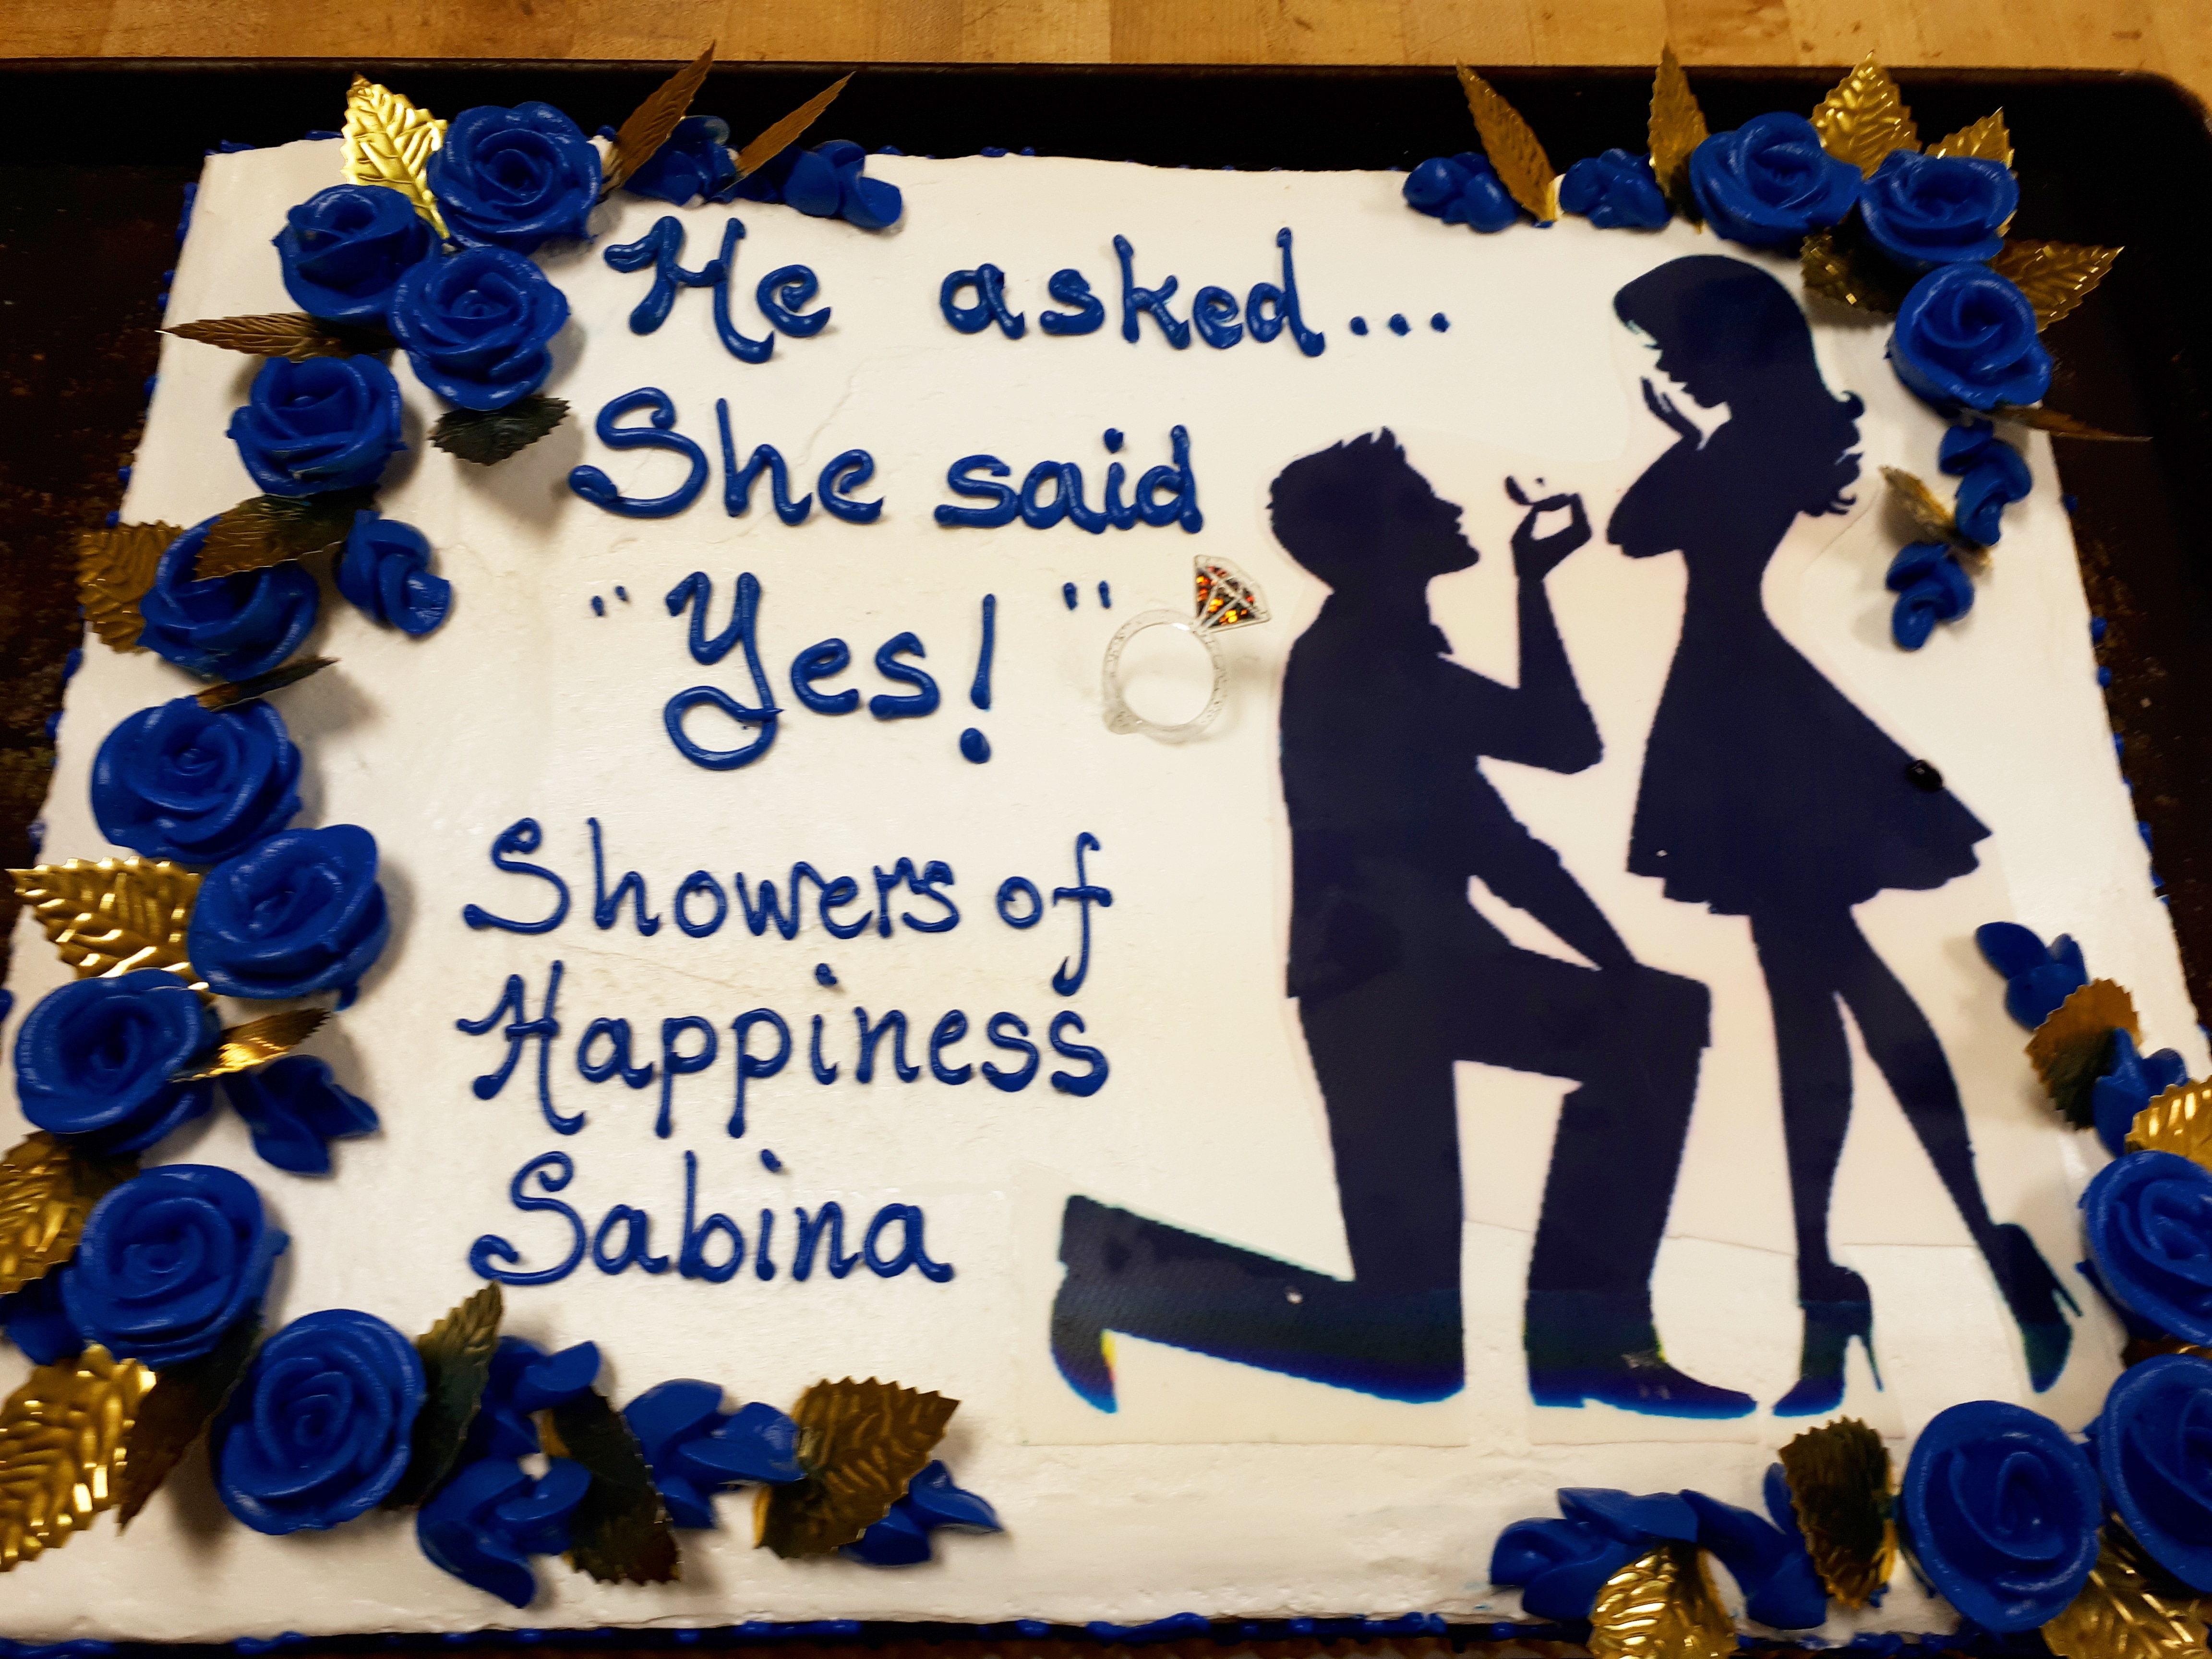 He asked...
She said
"Yes! "
Showers of
Happiness
Sabina